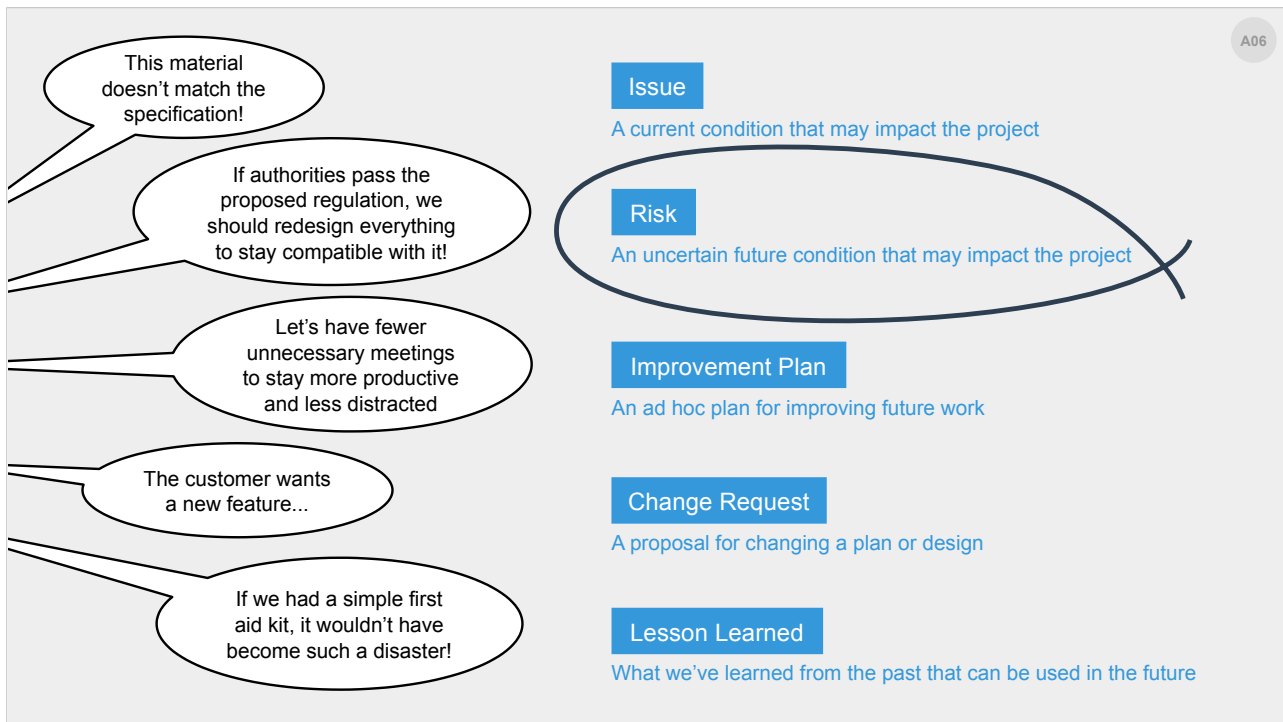 A06
This material
doesn't match the
specification!
Issue
A current condition that may impact the project
If authorities pass the
proposed regulation, we
should redesign everything
to stay compatible with it!
Risk
An uncertain future condition that may impact the project
Let's have fewer
unnecessary meetings
to stay more productive
and less distracted
Improvement Plan
An ad hoc plan for improving future work
The customer wants
a new feature...
Change Request
A proposal for changing a plan or design
If we had a simple first
aid kit, it wouldn't have
become such a disaster!
Lesson Learned
What we've learned from the past that can be used in the future